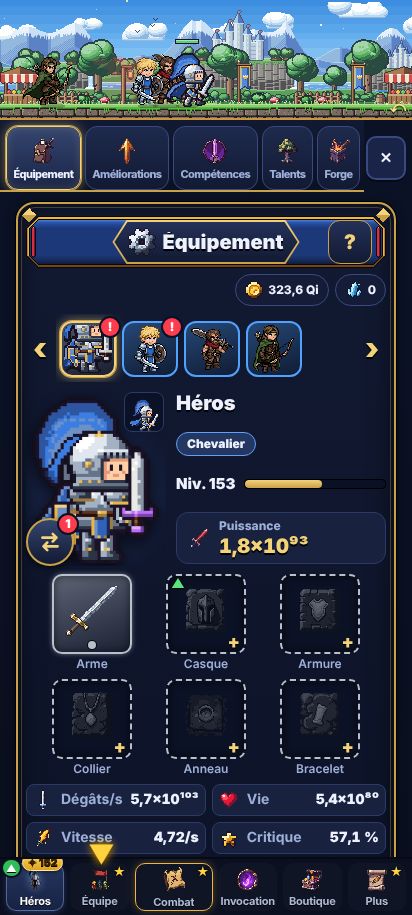 Équipement
Améliorations
Compétences
Talents
Forge
×
Équipement
?
323,6 Qi
0
!
!
Héros
Chevalier
Niv. 153
1
Puissance
1,8×10⁹³
Arme
Casque
Armure
Collier
Anneau
Bracelet
Dégâts/s 5,7×10¹⁰³
Vie 5,4×10⁸⁰
Vitesse 4,72/s
Critique 57,1 %
Héros
Équipe
Combat
Invocation
Boutique
Plus